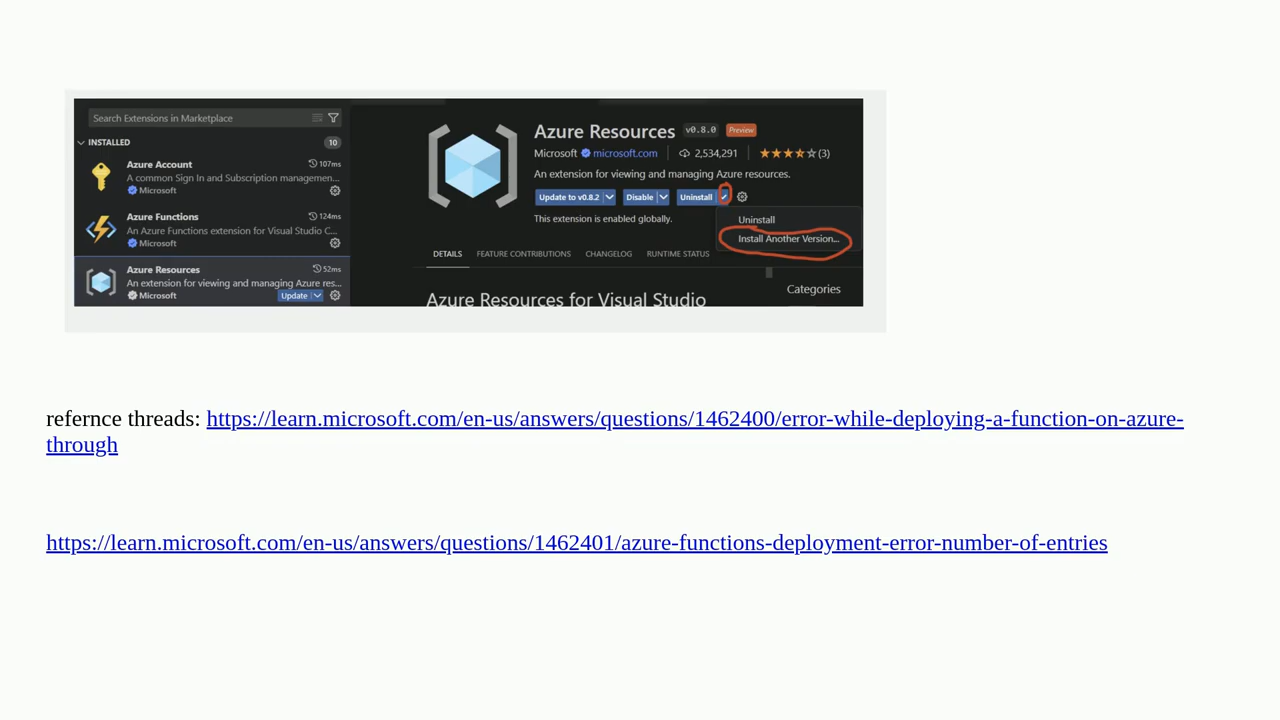 Search Extensions in Marketplace
INSTALLED 10
Azure Account 107ms
A common Sign In and Subscription managemen...
Microsoft
Azure Functions 124ms
An Azure Functions extension for Visual Studio C...
Microsoft
Azure Resources 52ms
An extension for viewing and managing Azure res...
Microsoft Update
Azure Resources v0.8.0 Preview
Microsoft microsoft.com 2,534,291 (3)
An extension for viewing and managing Azure resources.
Update to v0.8.2 Disable Uninstall
This extension is enabled globally.
Uninstall
Install Another Version...
DETAILS FEATURE CONTRIBUTIONS CHANGELOG RUNTIME STATUS
Azure Resources for Visual Studio
Categories
refernce threads: https://learn.microsoft.com/en-us/answers/questions/1462400/error-while-deploying-a-function-on-azure-
through
https://learn.microsoft.com/en-us/answers/questions/1462401/azure-functions-deployment-error-number-of-entries